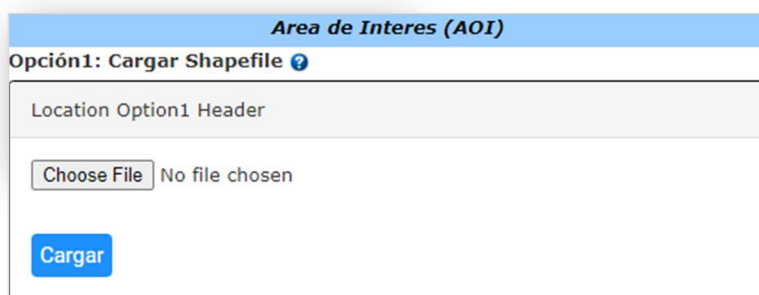 Area de Interes (AOI)
Opción1: Cargar Shapefile ?
Location Option1 Header
Choose File No file chosen
Cargar